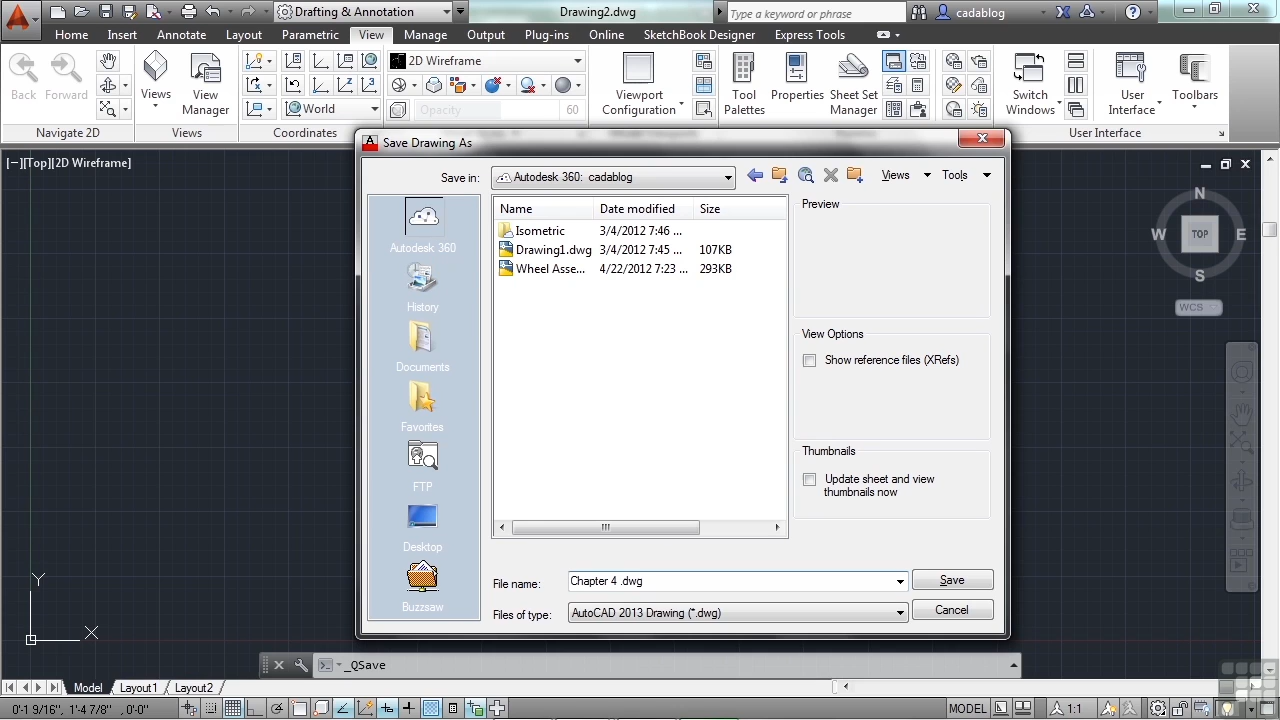 Drafting & Annotation
Drawing2.dwg
Type a keyword or phrase
cadablog
Home Insert Annotate Layout Parametric View Manage Output Plug-ins Online SketchBook Designer Express Tools
Back
Forward
Navigate 2D
Views
View
Manager
Views
World
Coordinates
2D Wireframe
Opacity 60
Viewport
Configuration
Tool
Palettes
Properties
Sheet Set
Manager
Switch
Windows
User
Interface
Toolbars
User Interface
[−][Top][2D Wireframe]
Save Drawing As
Save in:
Autodesk 360: cadablog
Views
Tools
Name Date modified Size
Isometric 3/4/2012 7:46 ...
Drawing1.dwg 3/4/2012 7:45 ... 107KB
Wheel Asse... 4/22/2012 7:23 ... 293KB
Autodesk 360
History
Documents
Favorites
FTP
Desktop
Buzzsaw
Preview
View Options
Show reference files (XRefs)
Thumbnails
Update sheet and view
thumbnails now
File name:
Chapter 4 .dwg
Save
Files of type:
AutoCAD 2013 Drawing (*.dwg)
Cancel
N
W
TOP
E
S
WCS
Y
X
_QSave
Model Layout1 Layout2
0'-1 9/16", 1'-4 7/8" , 0'-0"
MODEL
1:1